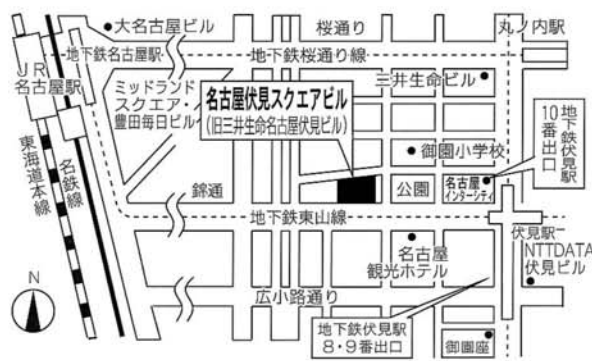 大名古屋ビル
桜通り
丸ノ内駅
地下鉄名古屋駅
地下鉄桜通り線
JR
名古屋駅
ミッドランド
スクエア・
豊田毎日ビル
名古屋伏見スクエアビル
(旧三井生命名古屋伏見ビル)
三井生命ビル
地下鉄伏見駅
10番出口
御園小学校
東海道本線
名鉄線
錦通
公園
名古屋
インターシティ
地下鉄東山線
伏見駅
NTTDATA
伏見ビル
名古屋
観光ホテル
N
広小路通り
地下鉄伏見駅
8・9番出口
御園座